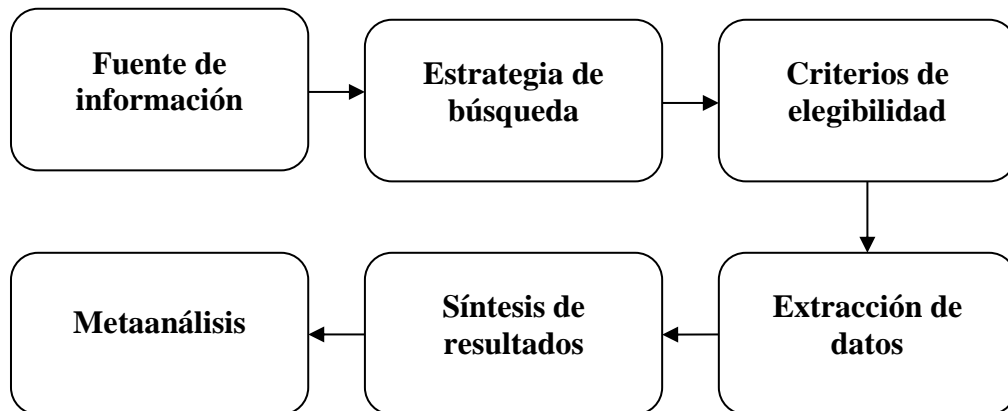 Fuente de
información
Estrategia de
búsqueda
Criterios de
elegibilidad
Extracción de
datos
Síntesis de
resultados
Metaanálisis